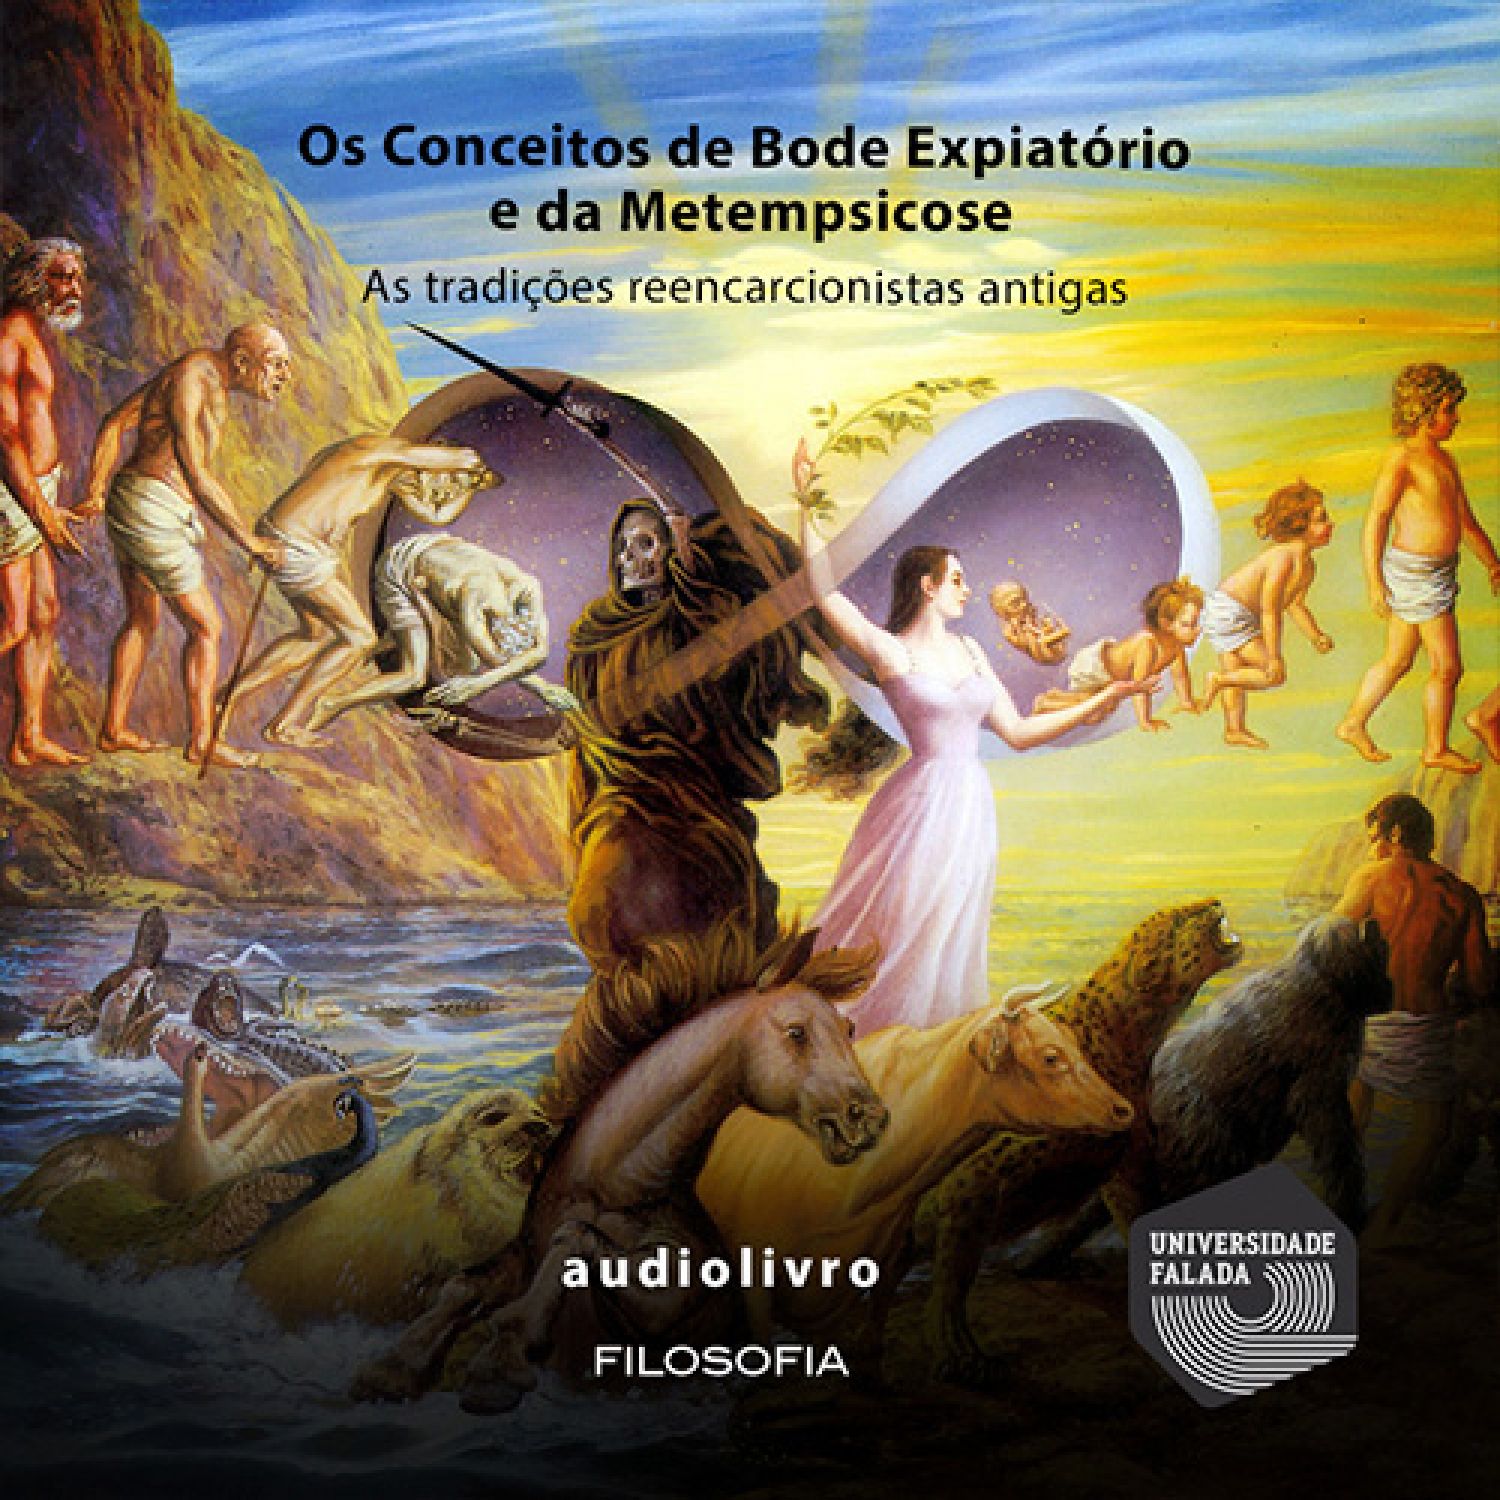 Os Conceitos de Bode Expiatório
e da Metempsicose
As tradições reencarcionistas antigas
audiolivro
FILOSOFIA
UNIVERSIDADE
FALADA